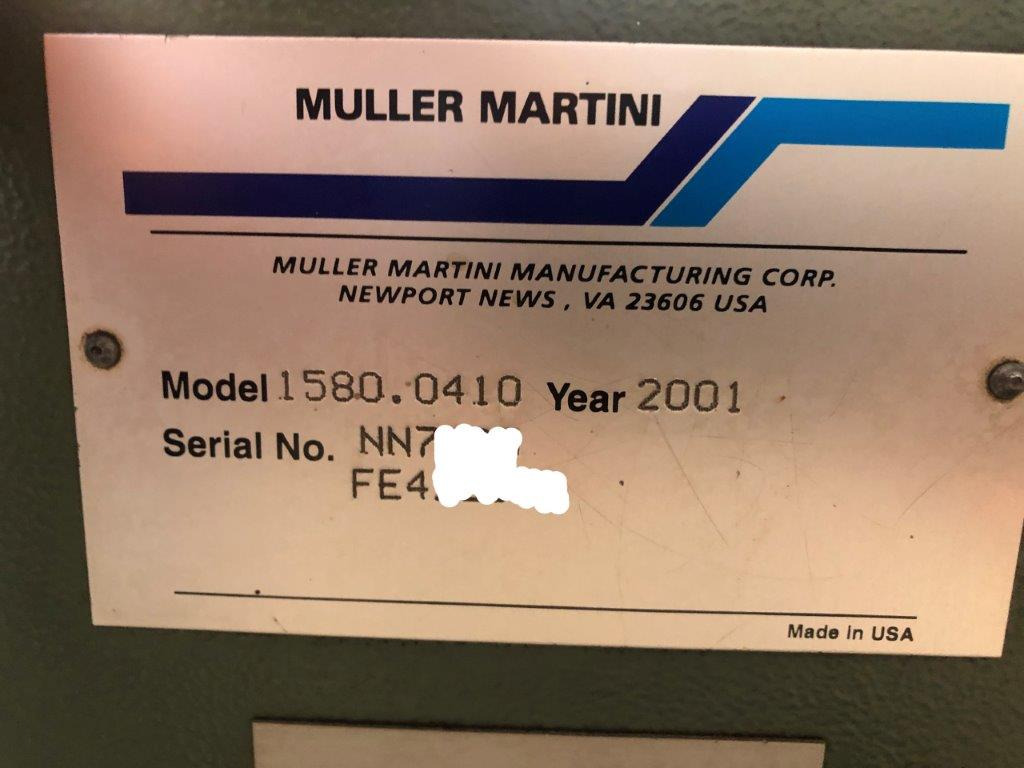 MULLER MARTINI
MULLER MARTINI MANUFACTURING CORP.
NEWPORT NEWS, VA 23606 USA
Model 1580.0410 Year 2001
Serial No. NN7
FE4
Made in USA